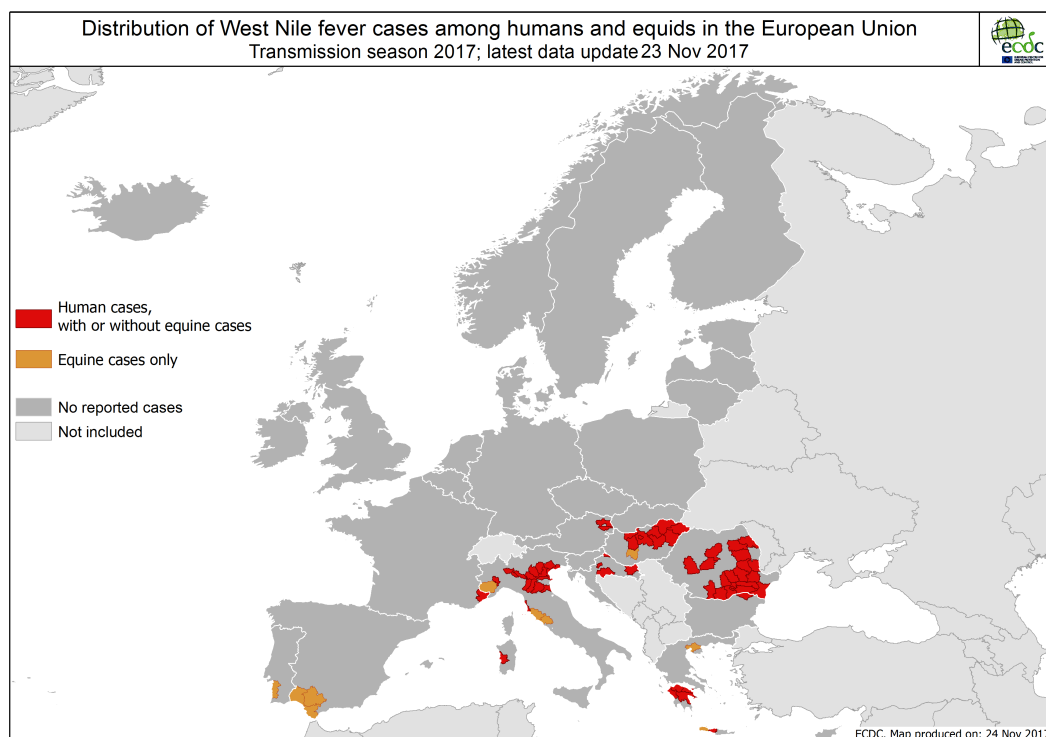 Distribution of West Nile fever cases among humans and equids in the European Union
Transmission season 2017; latest data update 23 Nov 2017
ecdc
Human cases,
with or without equine cases
Equine cases only
No reported cases
Not included
ECDC. Map produced on: 24 Nov 2017